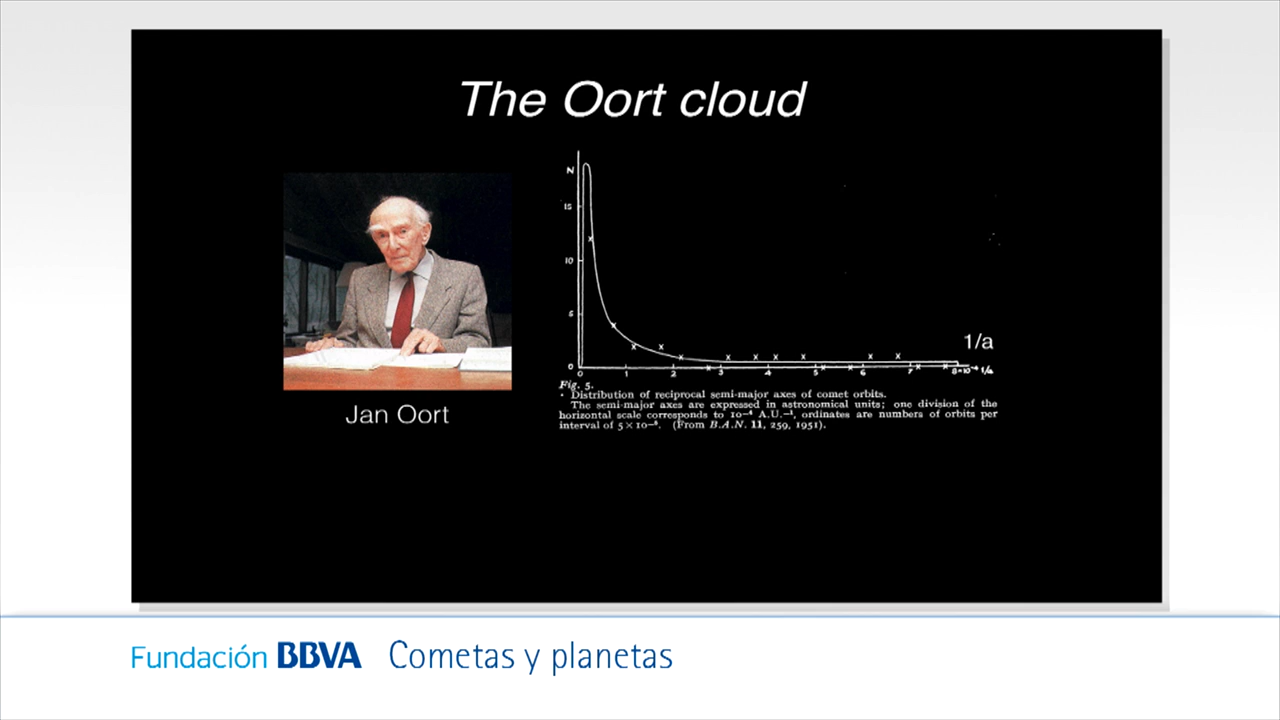 The Oort cloud
N
15
10
5
0
0 1 2 3 4 5 6 7 8×10⁻⁴ 1/a
1/a
Jan Oort
Fig. 5.
Distribution of reciprocal semi-major axes of comet orbits.
The semi-major axes are expressed in astronomical units; one division of the
horizontal scale corresponds to 10⁻⁴ A.U.⁻¹, ordinates are numbers of orbits per
interval of 5 × 10⁻⁵. (From B.A.N. 11, 259, 1951).
Fundación BBVA Cometas y planetas